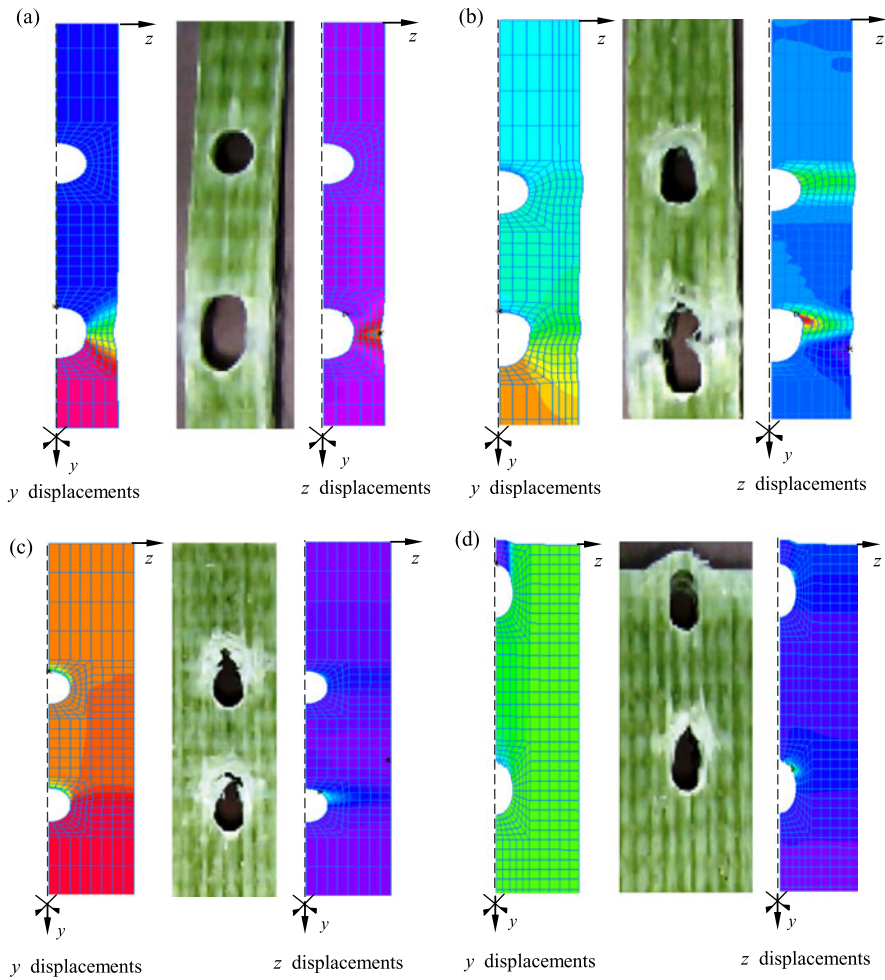 (a)
z
z
y
y
y displacements
z displacements
(b)
z
z
y
y
y displacements
z displacements
(c)
z
z
y
y
y displacements
z displacements
(d)
z
z
y
y
y displacements
z displacements